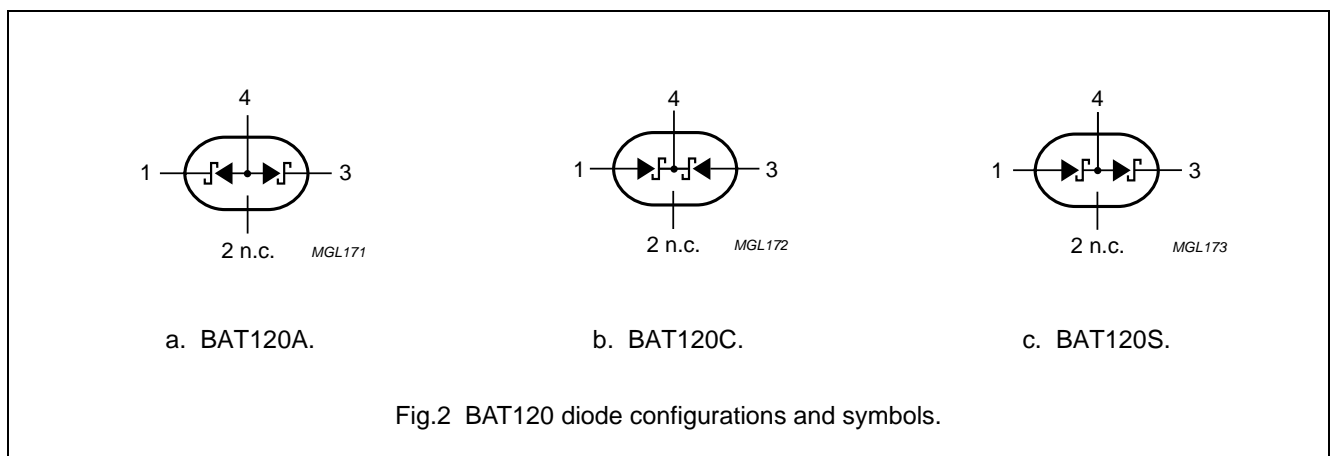 4
1
3
2 n.c.
MGL171
a. BAT120A.
4
1
3
2 n.c.
MGL172
b. BAT120C.
4
1
3
2 n.c.
MGL173
c. BAT120S.
Fig.2 BAT120 diode configurations and symbols.